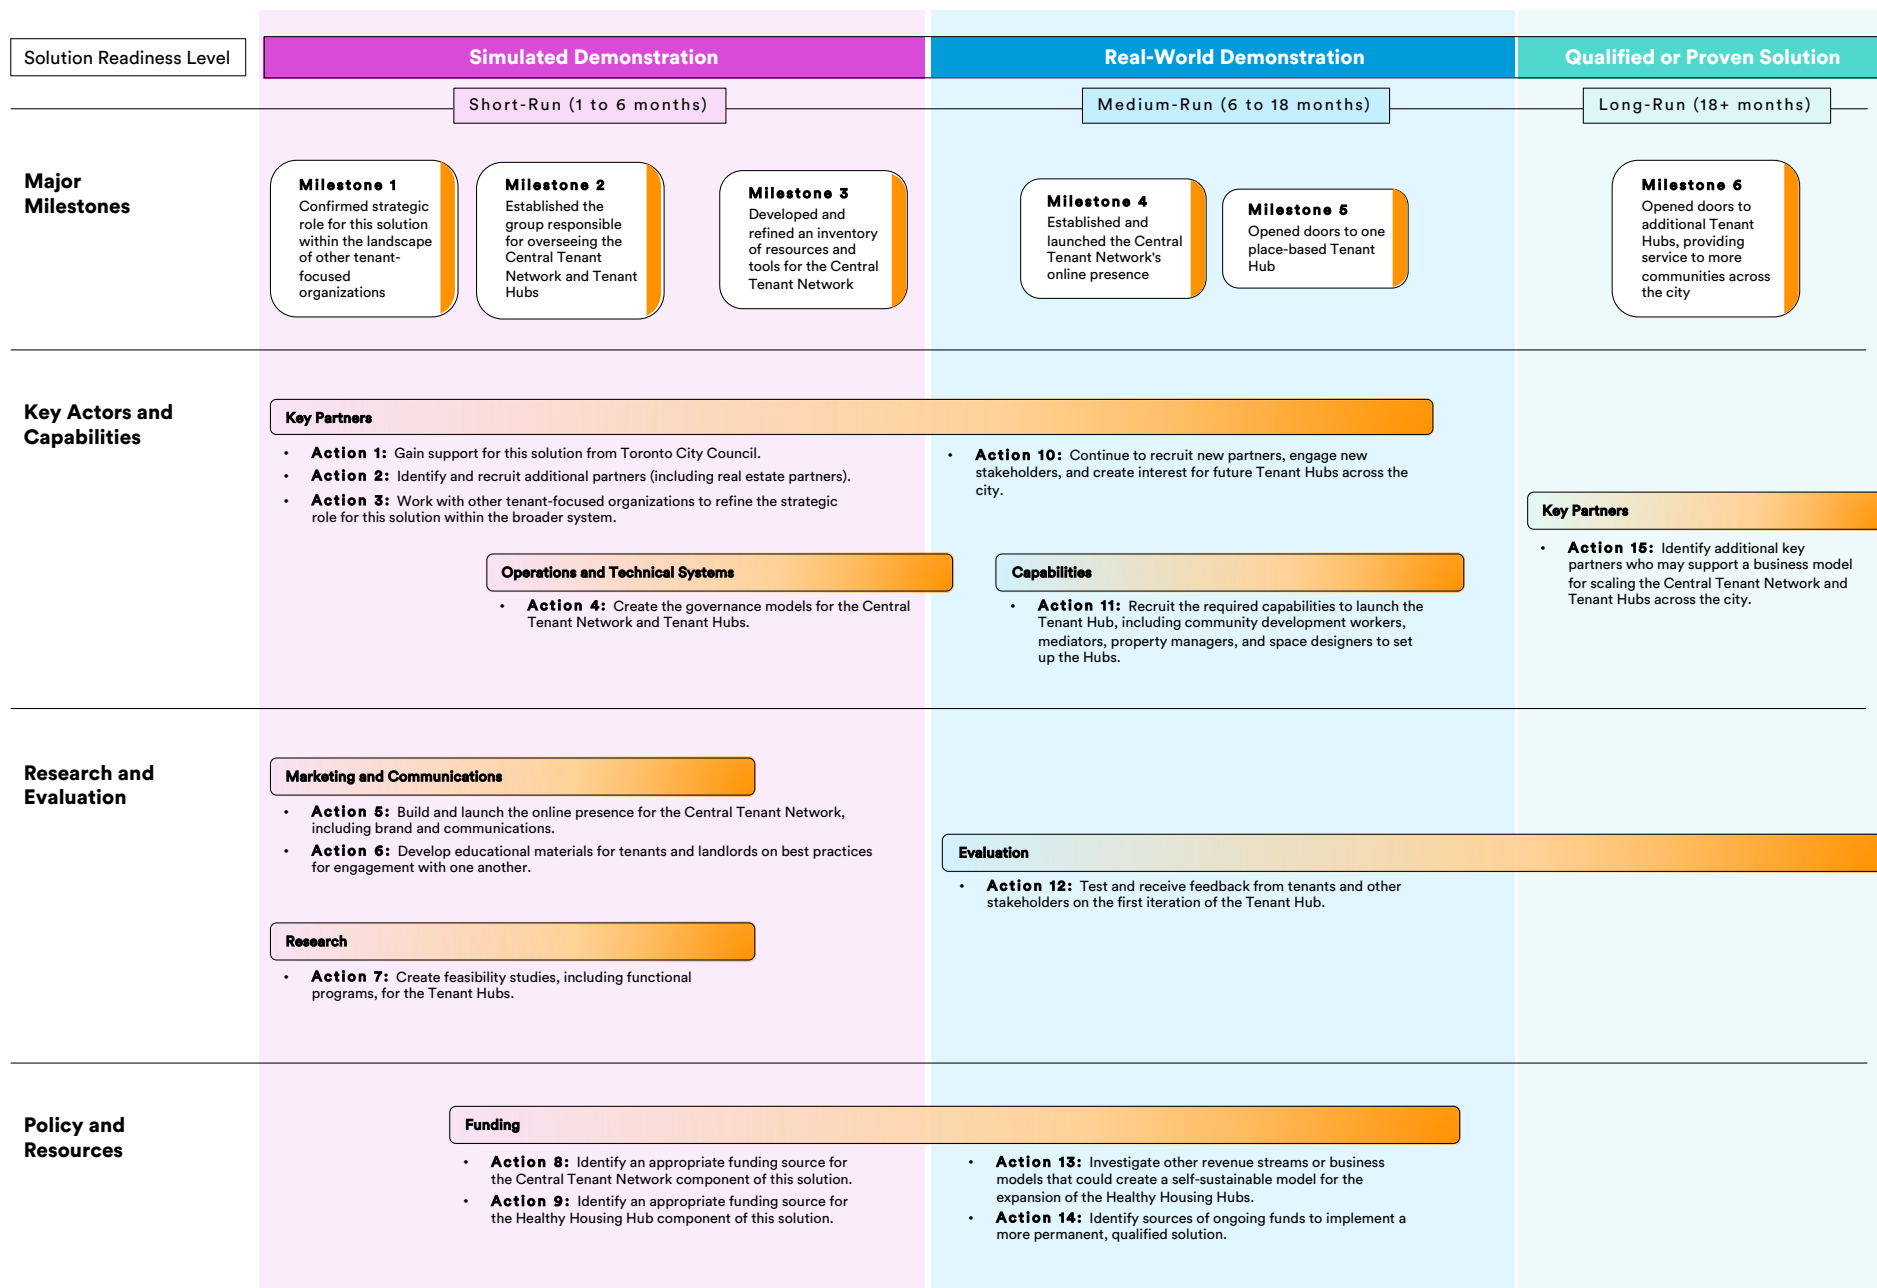 Solution Readiness Level
Simulated Demonstration
Real-World Demonstration
Qualified or Proven Solution
Short-Run (1 to 6 months)
Medium-Run (6 to 18 months)
Long-Run (18+ months)
Major
Milestones
Milestone 1
Confirmed strategic
role for this solution
within the landscape
of other tenant-
focused
organizations
Milestone 2
Established the
group responsible
for overseeing the
Central Tenant
Network and Tenant
Hubs
Milestone 3
Developed and
refined an inventory
of resources and
tools for the Central
Tenant Network
Milestone 4
Established and
launched the Central
Tenant Network's
online presence
Milestone 5
Opened doors to one
place-based Tenant
Hub
Milestone 6
Opened doors to
additional Tenant
Hubs, providing
service to more
communities across
the city
Key Actors and
Capabilities
Key Partners
• Action 1: Gain support for this solution from Toronto City Council.
• Action 2: Identify and recruit additional partners (including real estate partners).
• Action 3: Work with other tenant-focused organizations to refine the strategic
role for this solution within the broader system.
• Action 10: Continue to recruit new partners, engage new
stakeholders, and create interest for future Tenant Hubs across the
city.
Operations and Technical Systems
• Action 4: Create the governance models for the Central
Tenant Network and Tenant Hubs.
Capabilities
• Action 11: Recruit the required capabilities to launch the
Tenant Hub, including community development workers,
mediators, property managers, and space designers to set
up the Hubs.
Key Partners
• Action 15: Identify additional key
partners who may support a business model
for scaling the Central Tenant Network and
Tenant Hubs across the city.
Research and
Evaluation
Marketing and Communications
• Action 5: Build and launch the online presence for the Central Tenant Network,
including brand and communications.
• Action 6: Develop educational materials for tenants and landlords on best practices
for engagement with one another.
Research
• Action 7: Create feasibility studies, including functional
programs, for the Tenant Hubs.
Evaluation
• Action 12: Test and receive feedback from tenants and other
stakeholders on the first iteration of the Tenant Hub.
Policy and
Resources
Funding
• Action 8: Identify an appropriate funding source for
the Central Tenant Network component of this solution.
• Action 9: Identify an appropriate funding source for
the Healthy Housing Hub component of this solution.
• Action 13: Investigate other revenue streams or business
models that could create a self-sustainable model for the
expansion of the Healthy Housing Hubs.
• Action 14: Identify sources of ongoing funds to implement a
more permanent, qualified solution.